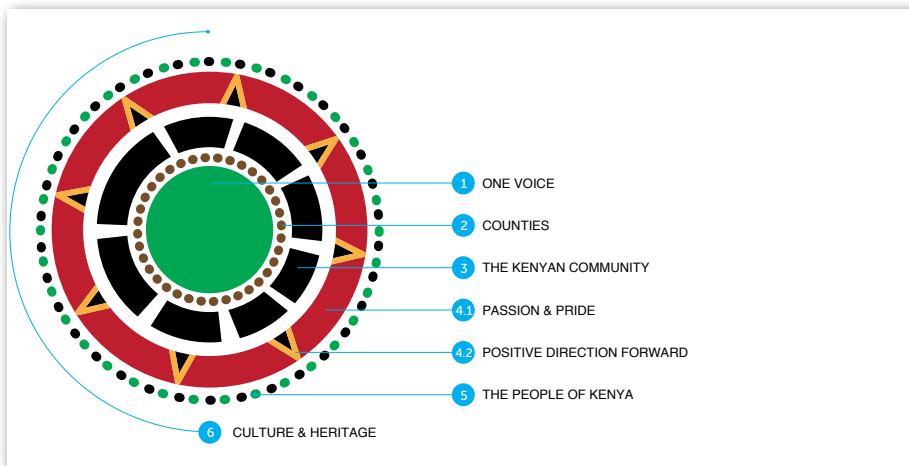 1 ONE VOICE
2 COUNTIES
3 THE KENYAN COMMUNITY
4.1 PASSION & PRIDE
4.2 POSITIVE DIRECTION FORWARD
5 THE PEOPLE OF KENYA
6 CULTURE & HERITAGE